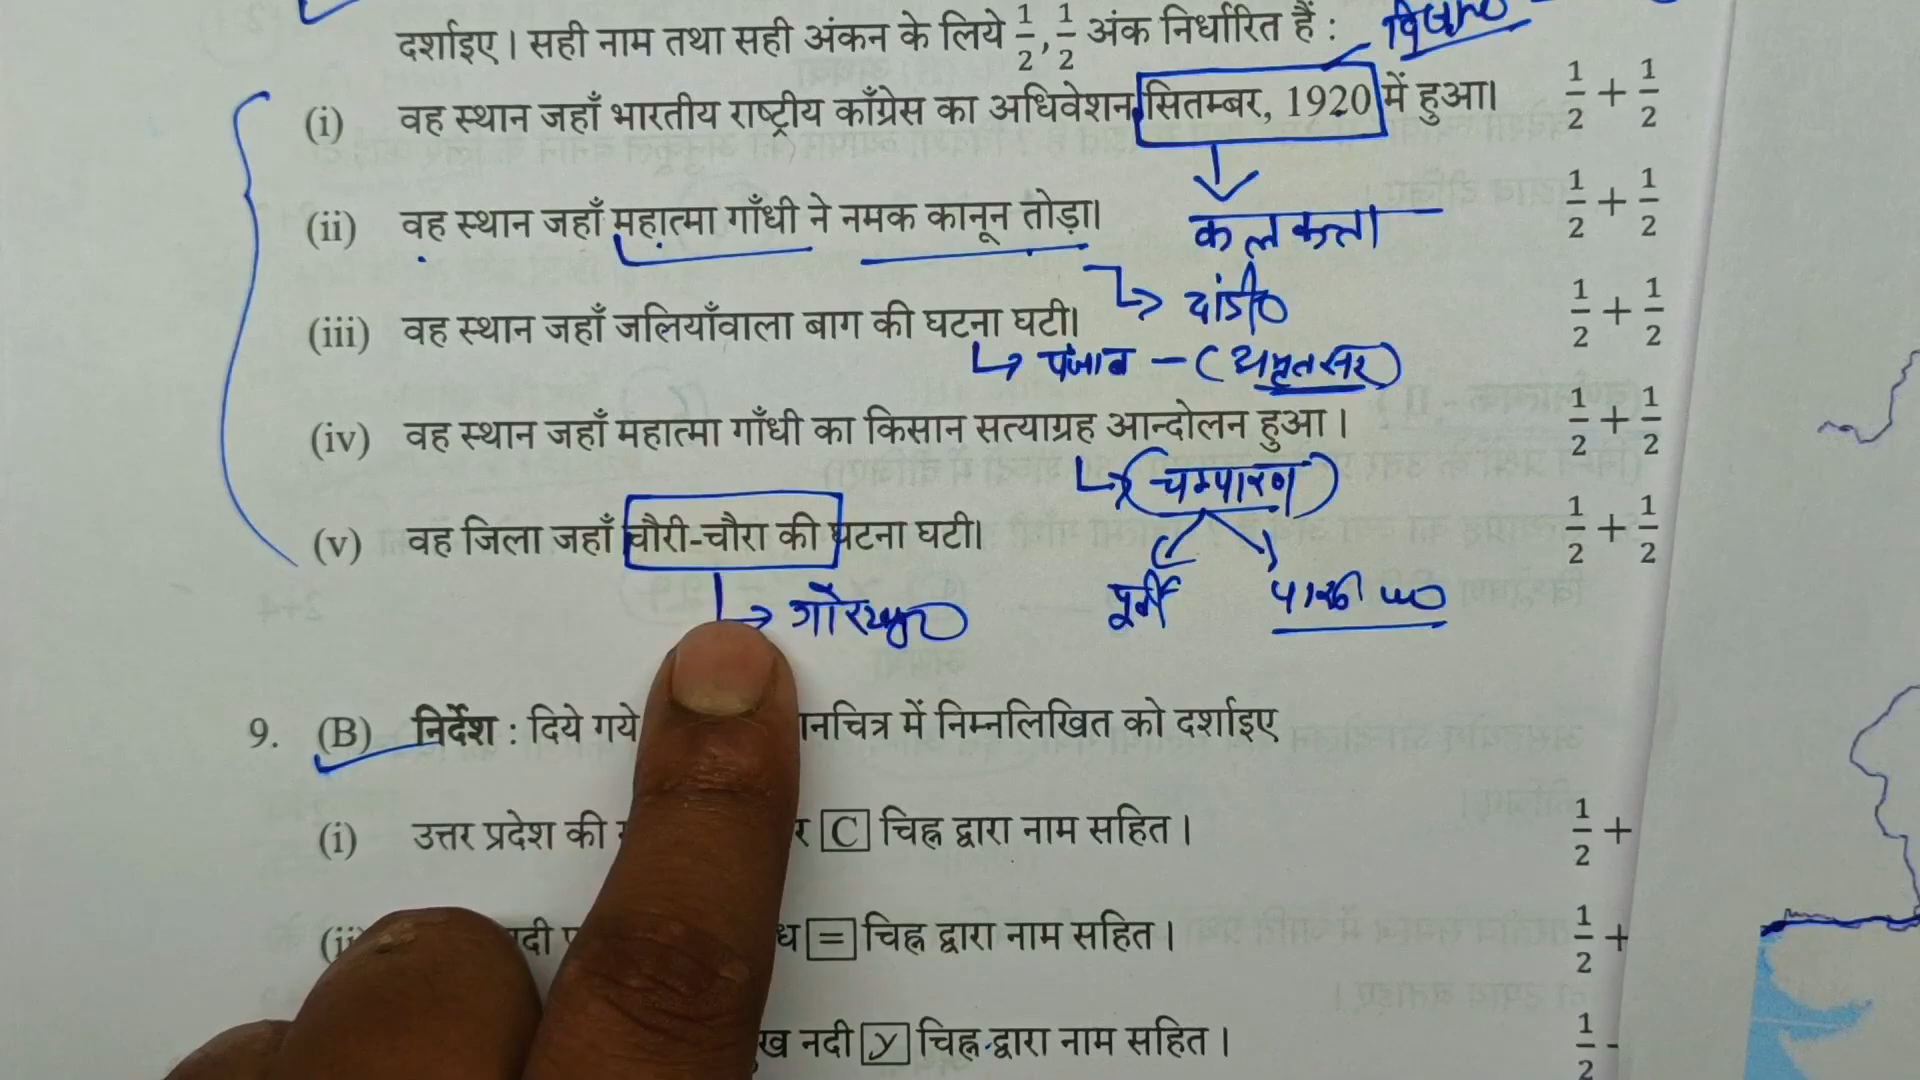 दर्शाइए। सही नाम तथा सही अंकन के लिये 1/2, 1/2 अंक निर्धारित हैं :
(i) वह स्थान जहाँ भारतीय राष्ट्रीय काँग्रेस का अधिवेशन सितम्बर, 1920 में हुआ। 1/2 + 1/2
(ii) वह स्थान जहाँ महात्मा गाँधी ने नमक कानून तोड़ा। 1/2 + 1/2
कलकत्ता
(iii) वह स्थान जहाँ जलियाँवाला बाग की घटना घटी। 1/2 + 1/2
दांडी
पंजाब - (अमृतसर)
(iv) वह स्थान जहाँ महात्मा गाँधी का किसान सत्याग्रह आन्दोलन हुआ। 1/2 + 1/2
(चम्पारण)
(v) वह जिला जहाँ चौरी-चौरा की घटना घटी। 1/2 + 1/2
9. (B) निर्देश : दिये गये मानचित्र में निम्नलिखित को दर्शाइए
(i) उत्तर प्रदेश की C चिह्न द्वारा नाम सहित। 1/2 +
= चिह्न द्वारा नाम सहित। 1/2 +
नदी y चिह्न द्वारा नाम सहित। 1/2